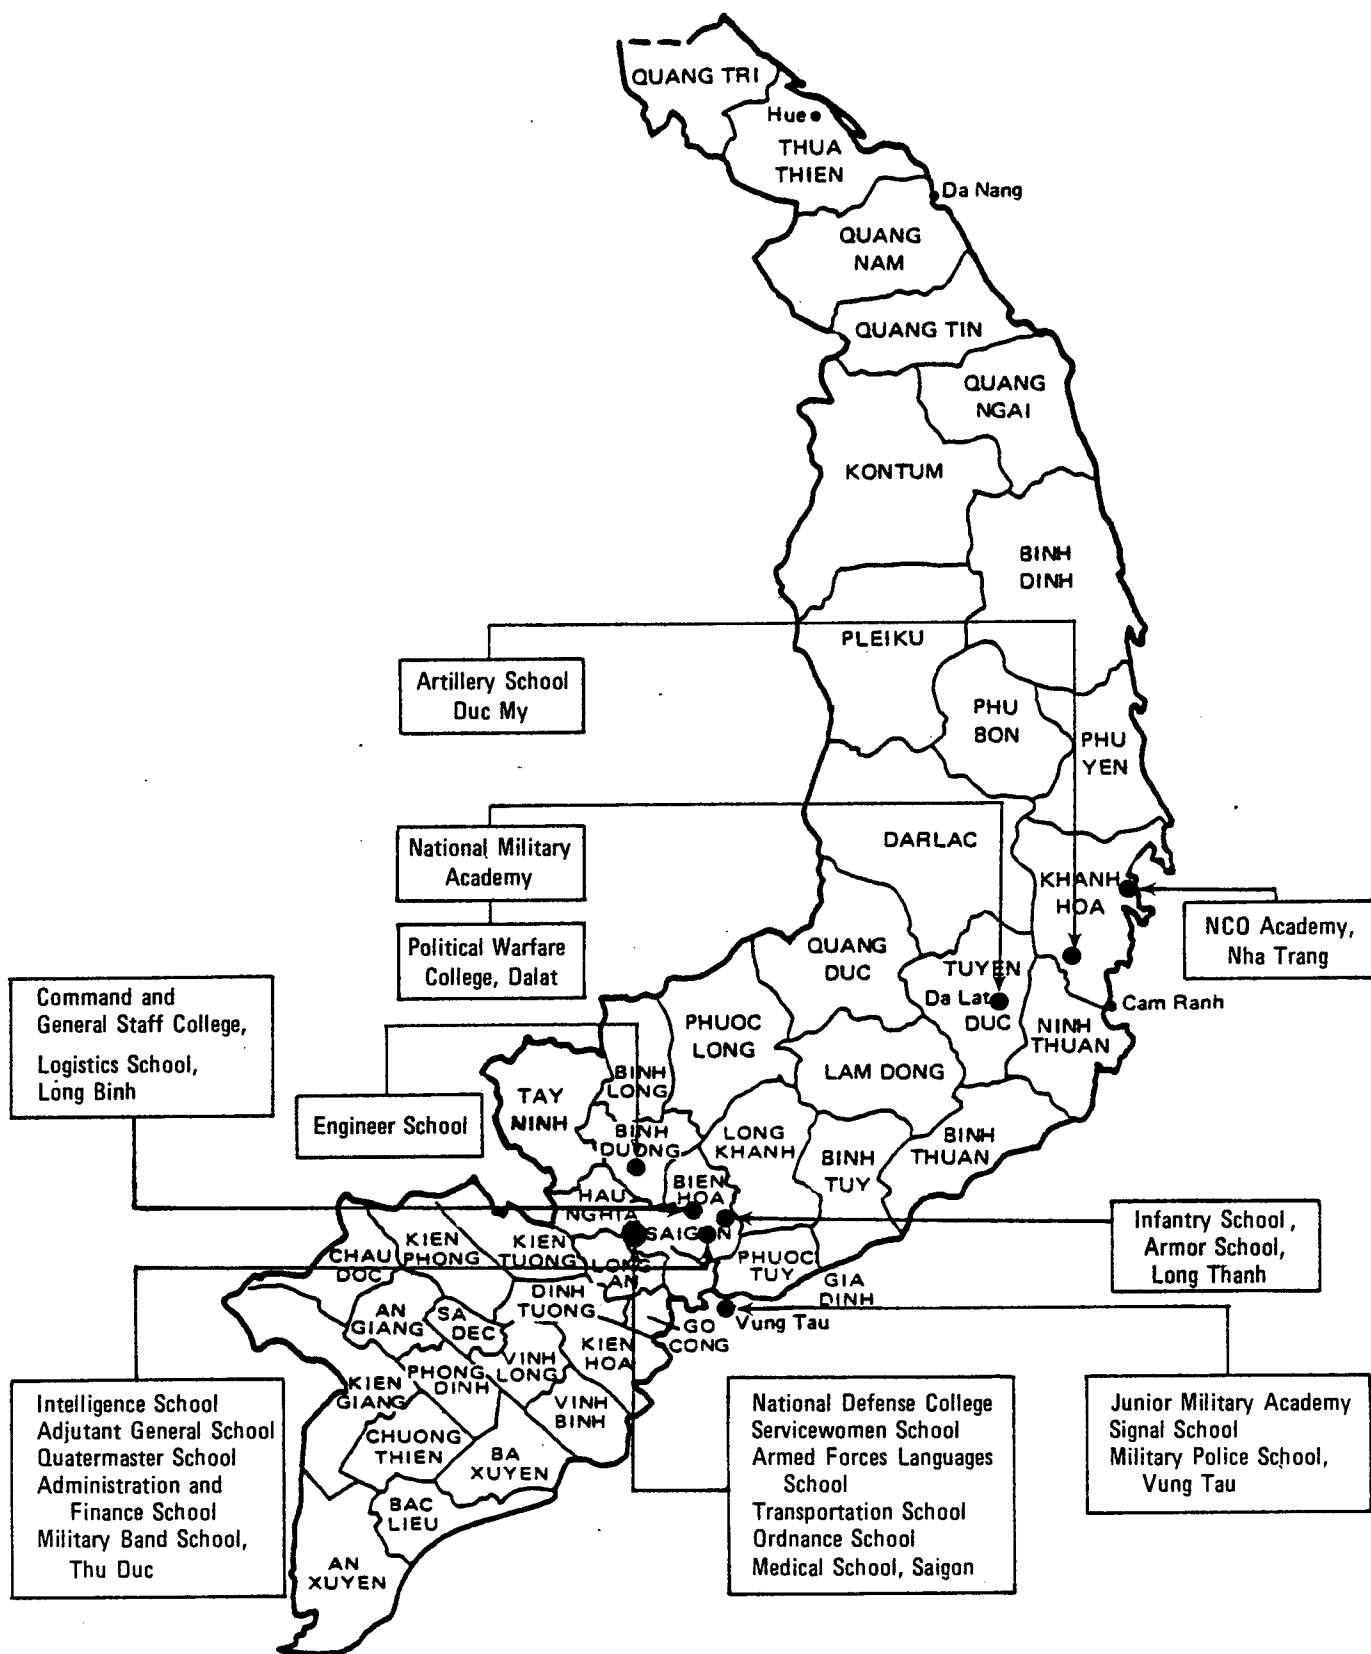 QUANG TRI
Hue
THUA
THIEN
Da Nang
QUANG
NAM
QUANG TIN
QUANG
NGAI
KONTUM
BINH
DINH
PLEIKU
Artillery School
Duc My
PHU
BON
PHU
YEN
National Military
Academy
DARLAC
KHANH
HOA
NCO Academy,
Nha Trang
Political Warfare
College, Dalat
QUANG
DUC
TUYEN
Da Lat
DUC
Cam Ranh
NINH
THUAN
Command and
General Staff College,
Logistics School,
Long Binh
PHUOC
LONG
LAM DONG
BINH
LONG
TAY
NINH
Engineer School
BINH
DUONG
LONG
KHANH
BINH
TUY
BINH
THUAN
BIEN
HOA
HAU
NGHIA
SAIGON
Infantry School,
Armor School,
Long Thanh
KIEN
PHONG
KIEN
TUONG
CHAU
DOC
LONG
AN
PHUOC
TUY
GIA
DINH
DINH
TUONG
AN
GIANG
SA
DEC
GO
CONG
Vung Tau
KIEN
HOA
VINH
LONG
PHONG
DINH
KIEN
GIANG
VINH
BINH
CHUONG
THIEN
BA
XUYEN
BAC
LIEU
AN
XUYEN
Intelligence School
Adjutant General School
Quatermaster School
Administration and
Finance School
Military Band School,
Thu Duc
National Defense College
Servicewomen School
Armed Forces Languages
School
Transportation School
Ordnance School
Medical School, Saigon
Junior Military Academy
Signal School
Military Police School,
Vung Tau